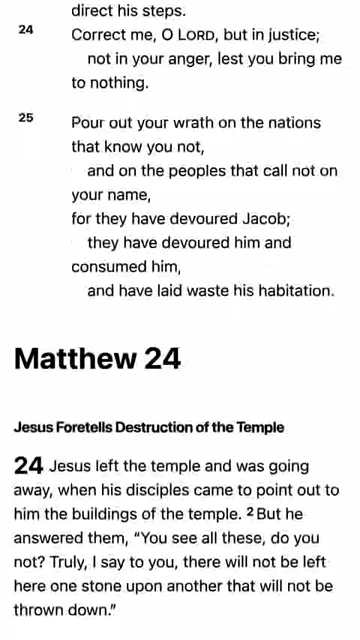 direct his steps.
24 Correct me, O LORD, but in justice;
not in your anger, lest you bring me
to nothing.
25 Pour out your wrath on the nations
that know you not,
and on the peoples that call not on
your name,
for they have devoured Jacob;
they have devoured him and
consumed him,
and have laid waste his habitation.
Matthew 24
Jesus Foretells Destruction of the Temple
24 Jesus left the temple and was going
away, when his disciples came to point out to
him the buildings of the temple. 2 But he
answered them, “You see all these, do you
not? Truly, I say to you, there will not be left
here one stone upon another that will not be
thrown down.”